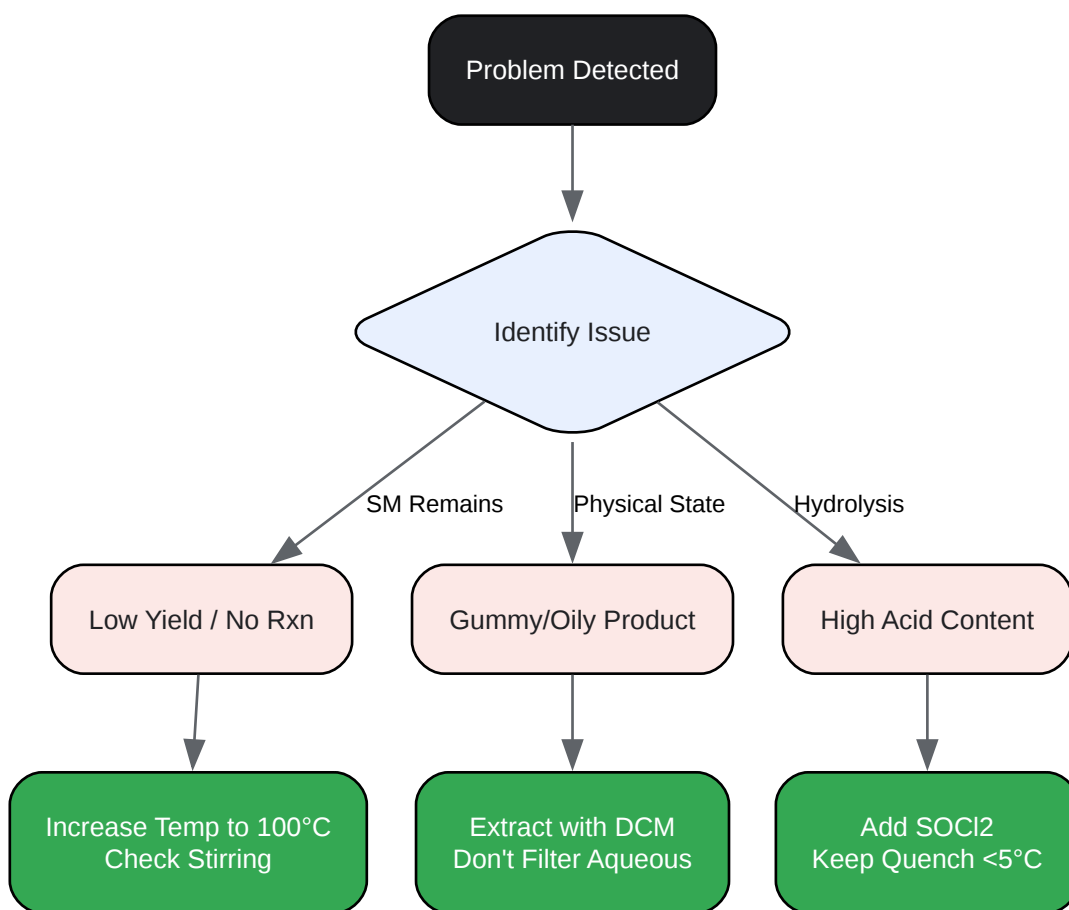 Problem Detected
Identify Issue
SM Remains
Physical State
Hydrolysis
Low Yield / No Rxn
Gummy/Oily Product
High Acid Content
Increase Temp to 100°C
Check Stirring
Extract with DCM
Don't Filter Aqueous
Add SOCl2
Keep Quench <5°C